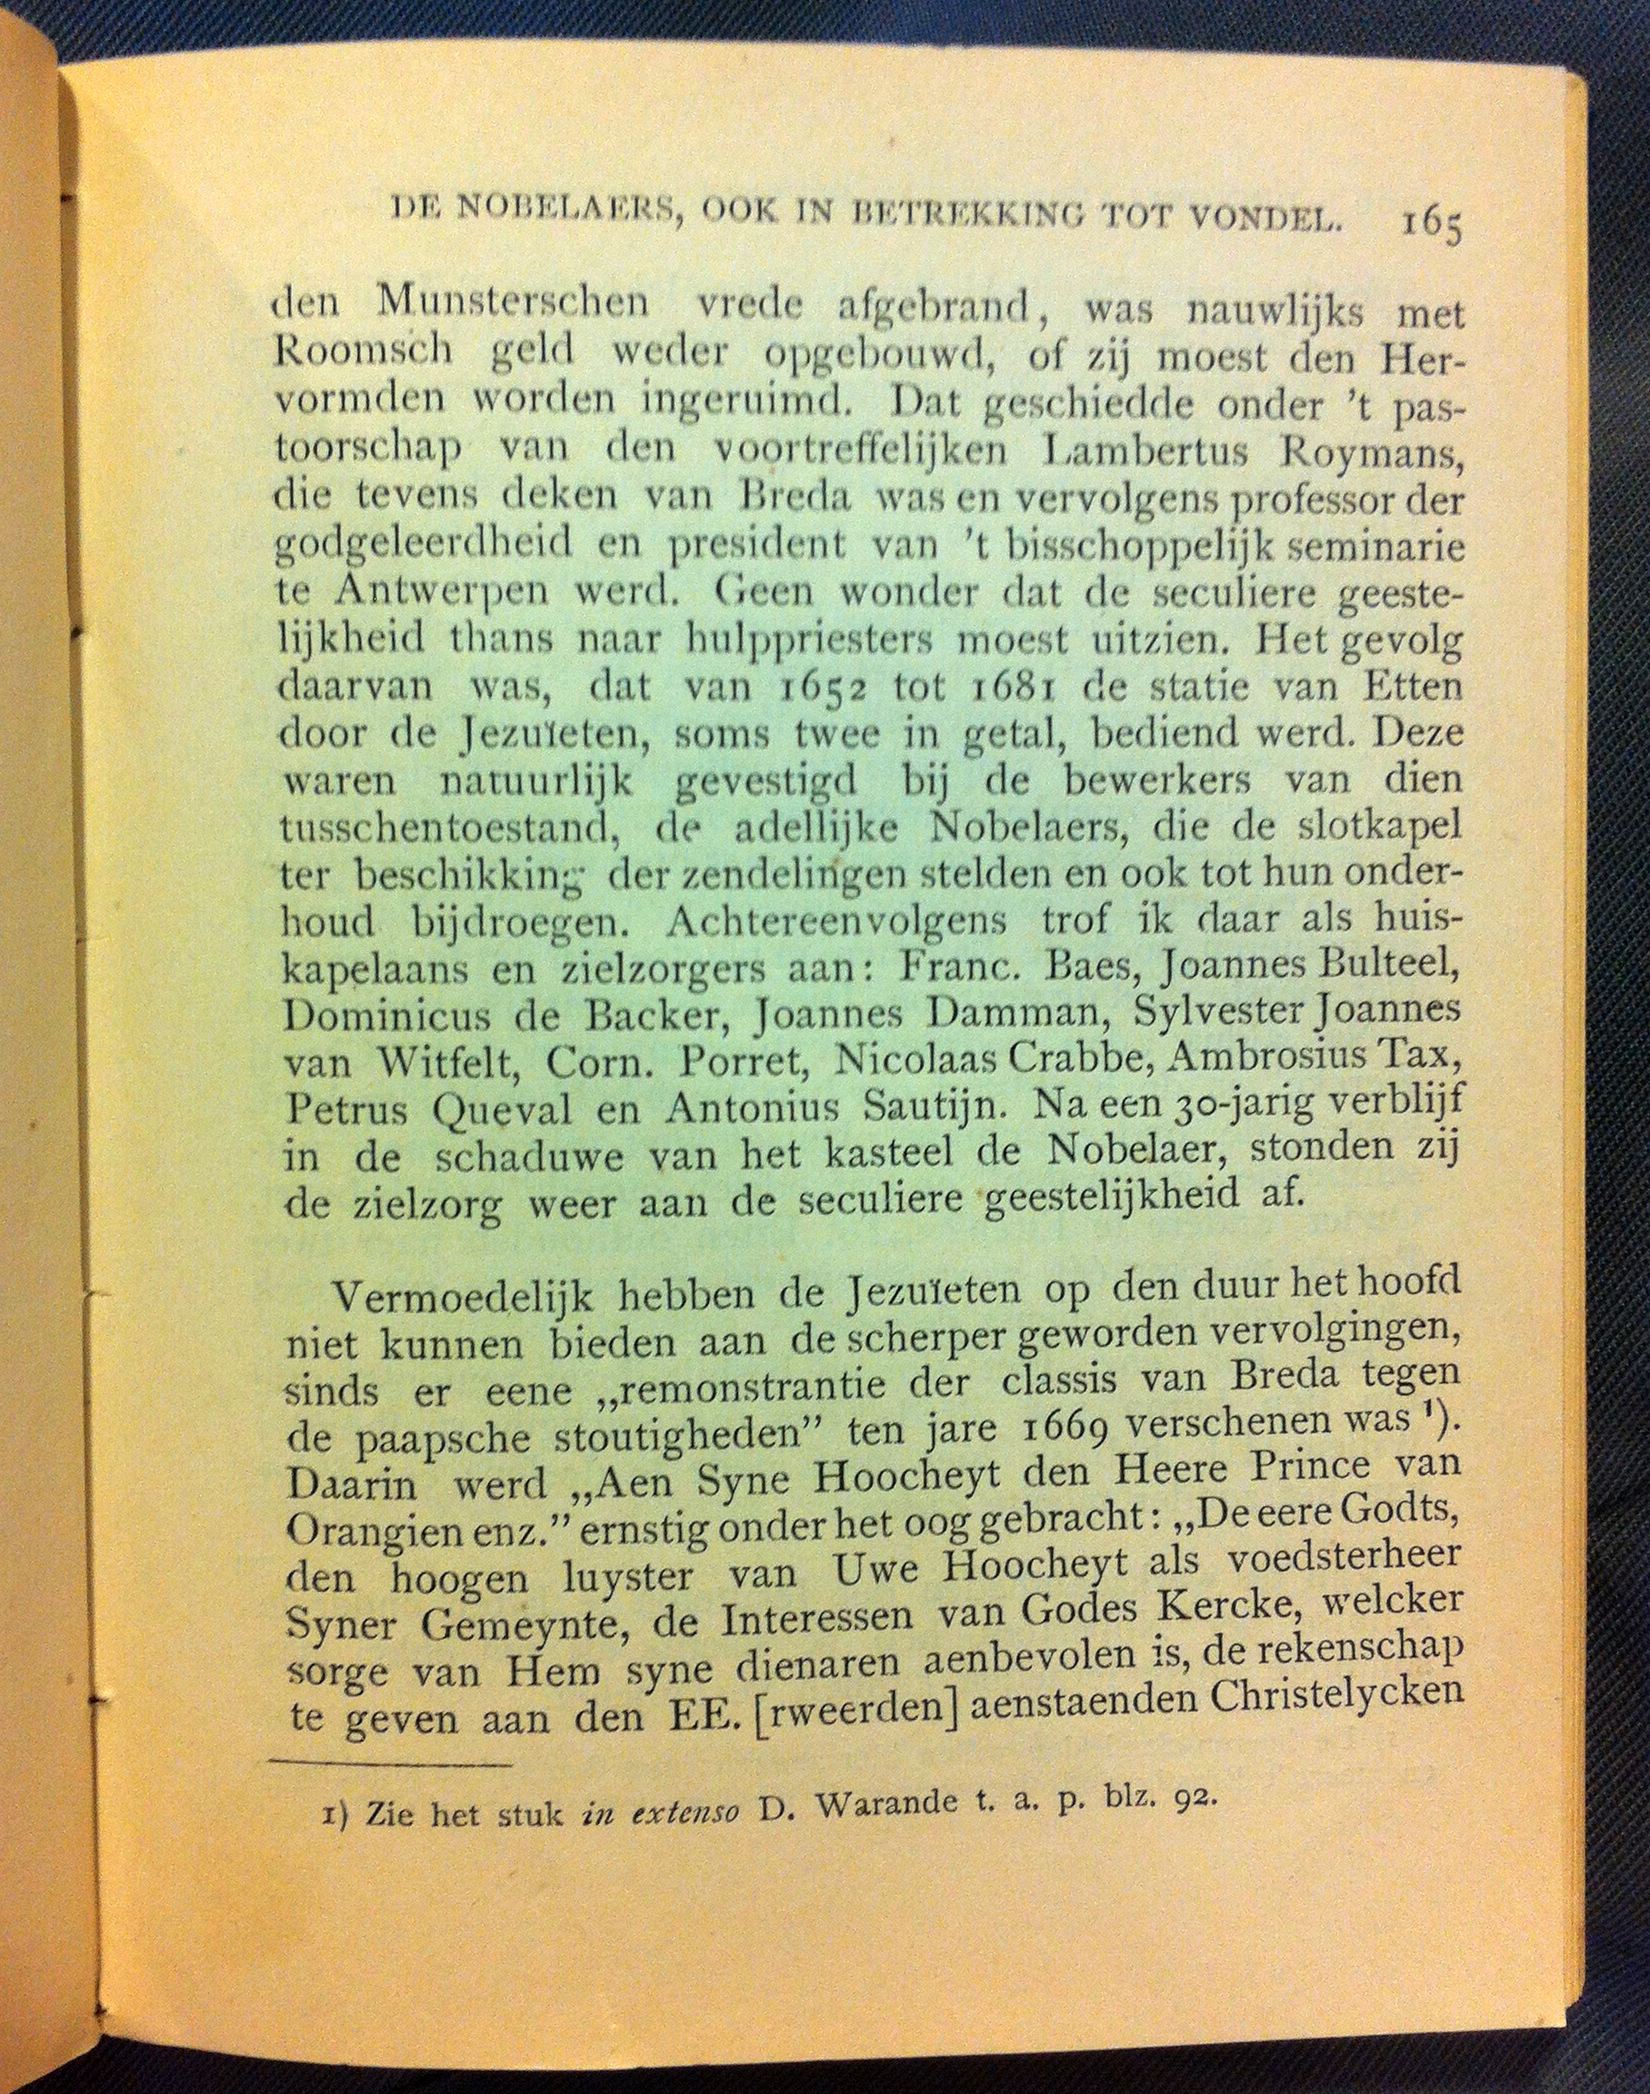 DE NOBELAERS, OOK IN BETREKKING TOT VONDEL. 165
den Munsterschen vrede afgebrand, was nauwlijks met
Roomsch geld weder opgebouwd, of zij moest den Her-
vormden worden ingeruimd. Dat geschiedde onder 't pas-
toorschap van den voortreffelijken Lambertus Roymans,
die tevens deken van Breda was en vervolgens professor der
godgeleerdheid en president van 't bisschoppelijk seminarie
te Antwerpen werd. Geen wonder dat de seculiere geeste-
lijkheid thans naar hulppriesters moest uitzien. Het gevolg
daarvan was, dat van 1652 tot 1681 de statie van Etten
door de Jezuïeten, soms twee in getal, bediend werd. Deze
waren natuurlijk gevestigd bij de bewerkers van dien
tusschentoestand, de adellijke Nobelaers, die de slotkapel
ter beschikking der zendelingen stelden en ook tot hun onder-
houd bijdroegen. Achtereenvolgens trof ik daar als huis-
kapelaans en zielzorgers aan: Franc. Baes, Joannes Bulteel,
Dominicus de Backer, Joannes Damman, Sylvester Joannes
van Witfelt, Corn. Porret, Nicolaas Crabbe, Ambrosius Tax,
Petrus Queval en Antonius Sautijn. Na een 30-jarig verblijf
in de schaduwe van het kasteel de Nobelaer, stonden zij
de zielzorg weer aan de seculiere geestelijkheid af.
Vermoedelijk hebben de Jezuïeten op den duur het hoofd
niet kunnen bieden aan de scherper geworden vervolgingen,
sinds er eene „remonstrantie der classis van Breda tegen
de paapsche stoutigheden” ten jare 1669 verschenen was ¹).
Daarin werd „Aen Syne Hoocheyt den Heere Prince van
Orangien enz.” ernstig onder het oog gebracht: „De eere Godts,
den hoogen luyster van Uwe Hoocheyt als voedsterheer
Syner Gemeynte, de Interessen van Godes Kercke, welcker
sorge van Hem syne dienaren aenbevolen is, de rekenschap
te geven aan den EE. [rweerden] aenstaenden Christelycken
1) Zie het stuk in extenso D. Warande t. a. p. blz. 92.